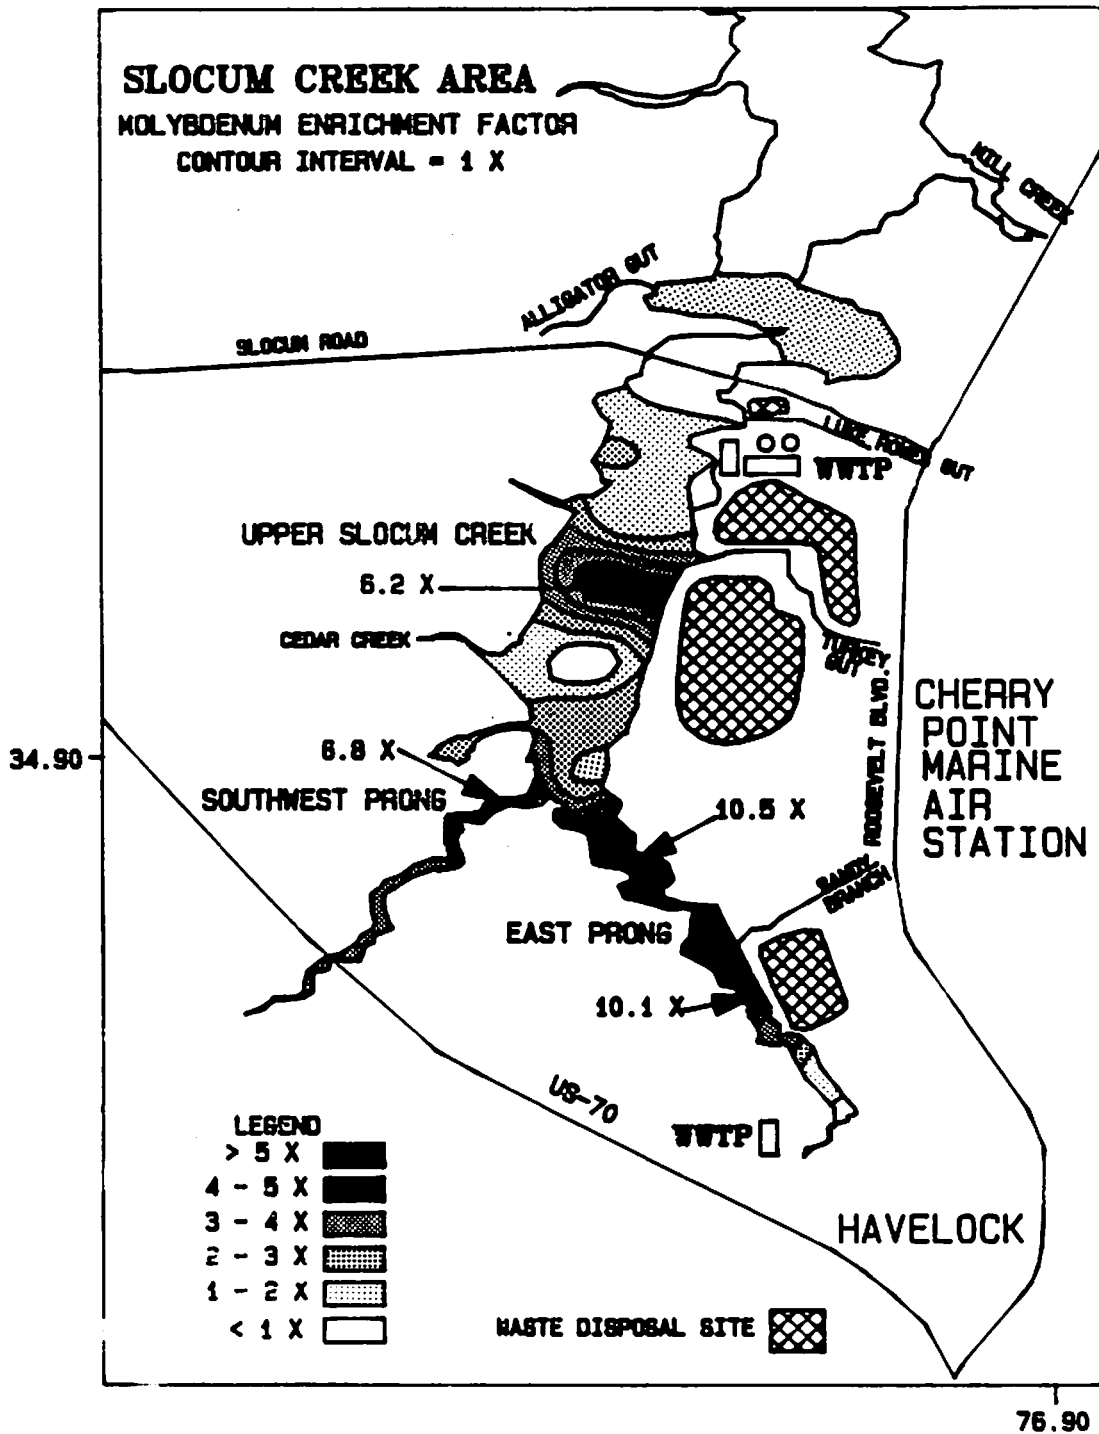 SLOCUM CREEK AREA
MOLYBDENUM ENRICHMENT FACTOR
CONTOUR INTERVAL = 1 X
MILL CREEK
ALLIGATOR GUT
SLOCUM ROAD
LUKE RODEY GUT
WWTP
UPPER SLOCUM CREEK
6.2 X
CEDAR CREEK
TURKEY
GUT
ROOSEVELT BLVD.
CHERRY
POINT
MARINE
AIR
STATION
34.90
6.8 X
SOUTHWEST PRONG
10.5 X
SANDY
BRANCH
EAST PRONG
10.1 X
US-70
WWTP
LEGEND
> 5 X
4 - 5 X
3 - 4 X
2 - 3 X
1 - 2 X
< 1 X
HAVELOCK
WASTE DISPOSAL SITE
76.90